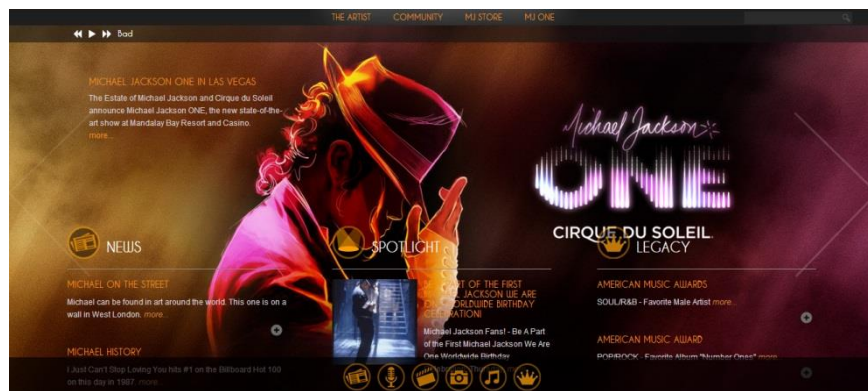 THE ARTIST COMMUNITY MJ STORE MJ ONE
Bad
MICHAEL JACKSON ONE IN LAS VEGAS
The Estate of Michael Jackson and Cirque du Soleil
announce Michael Jackson ONE, the new state-of-the-
art show at Mandalay Bay Resort and Casino.
more...
Michael Jackson
ONE
CIRQUE DU SOLEIL.
NEWS
MICHAEL ON THE STREET
Michael can be found in art around the world. This one is on a
wall in West London. more...
MICHAEL HISTORY
I Just Can't Stop Loving You hits #1 on the Billboard Hot 100
on this day in 1987. more...
SPOTLIGHT
PART OF THE FIRST
JACKSON WE ARE
WORLDWIDE BIRTHDAY
Michael Jackson Fans! - Be A Part
of the First Michael Jackson We Are
One Worldwide Birthday
LEGACY
AMERICAN MUSIC AWARDS
SOUL/R&B - Favorite Male Artist more...
AMERICAN MUSIC AWARD
POP/ROCK - Favorite Album "Number Ones" more...